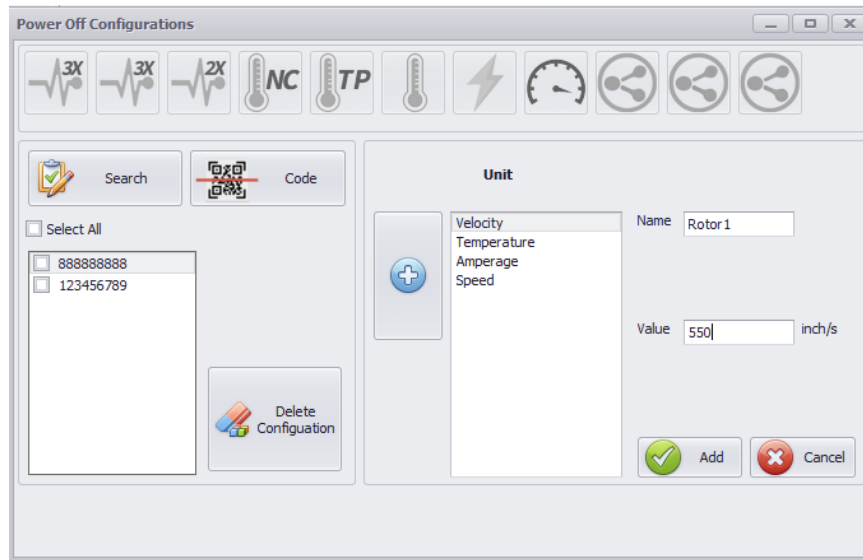 Power Off Configurations
3X
3X
2X
NC
TP
Search
Code
Select All
888888888
123456789
Delete
Configuation
Unit
Velocity
Temperature
Amperage
Speed
Name
Rotor1
Value
550
inch/s
Add
Cancel